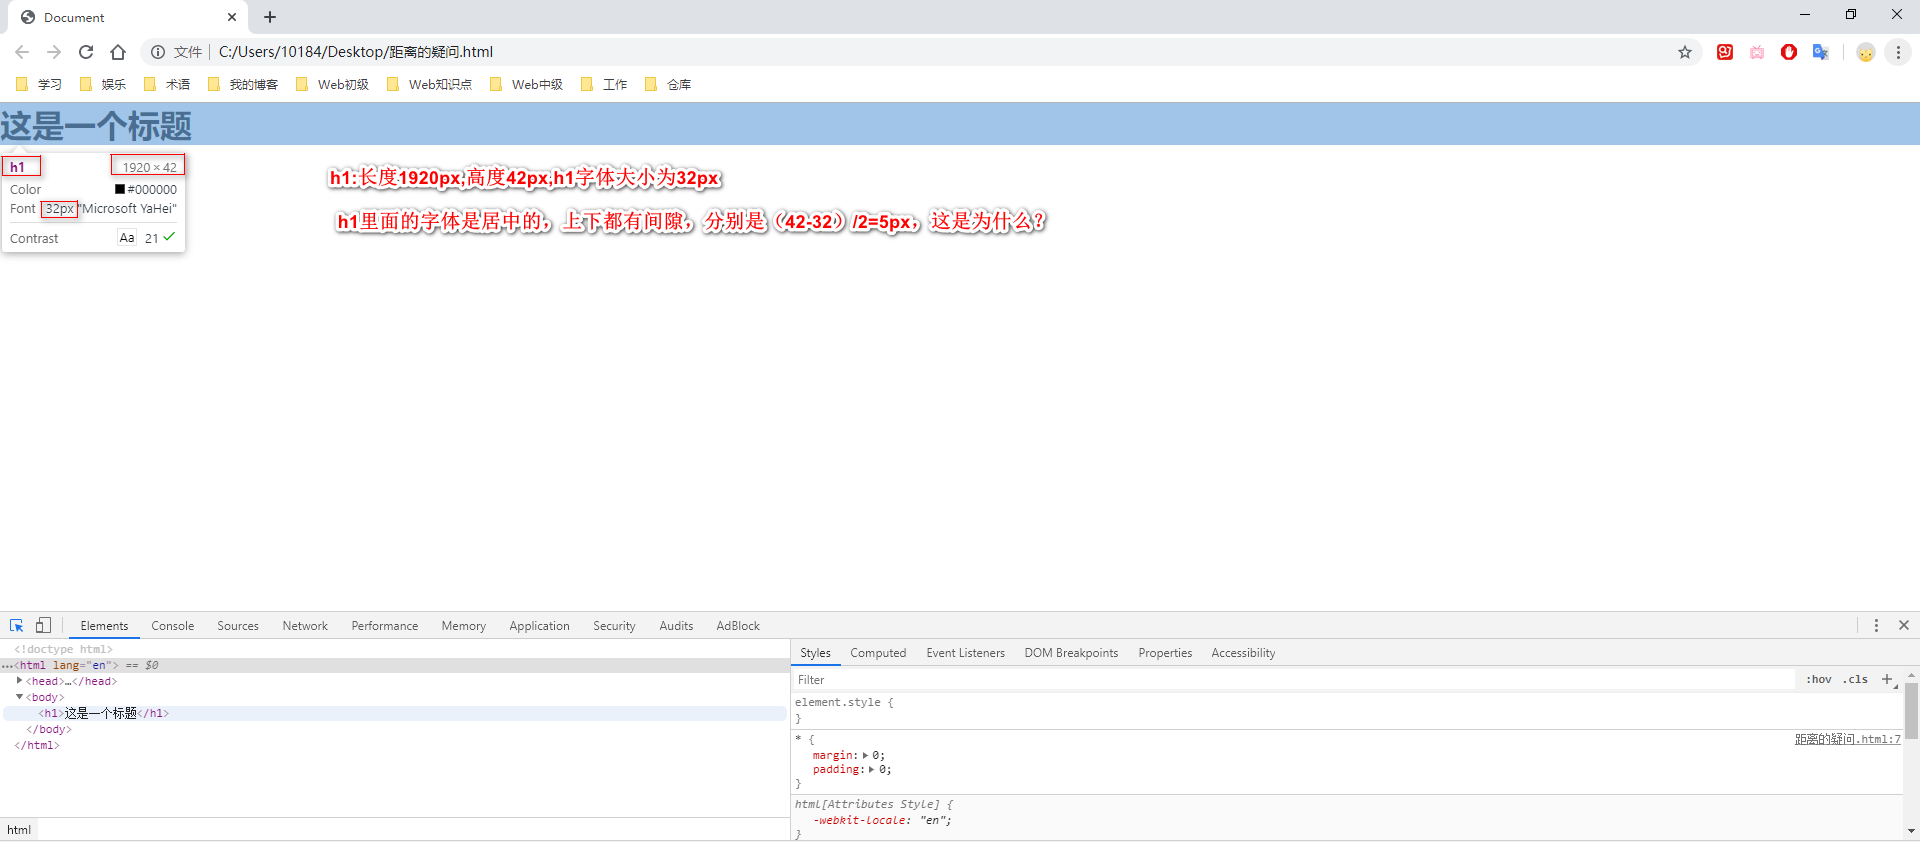 Document
文件 C:/Users/10184/Desktop/距离的疑问.html
学习 娱乐 术语 我的博客 Web初级 Web知识点 Web中级 工作 仓库
这是一个标题
h1 1920 × 42
Color #000000
Font 32px "Microsoft YaHei"
Contrast Aa 21
h1:长度1920px,高度42px,h1字体大小为32px
h1里面的字体是居中的，上下都有间隙，分别是（42-32）/2=5px，这是为什么？
Elements Console Sources Network Performance Memory Application Security Audits AdBlock
<!doctype html>
…<html lang="en"> == $0
<head>…</head>
<body>
<h1>这是一个标题</h1>
</body>
</html>
html
Styles Computed Event Listeners DOM Breakpoints Properties Accessibility
Filter :hov .cls +
element.style {
}
* { 距离的疑问.html:7
margin: 0;
padding: 0;
}
html[Attributes Style] {
-webkit-locale: "en";
}